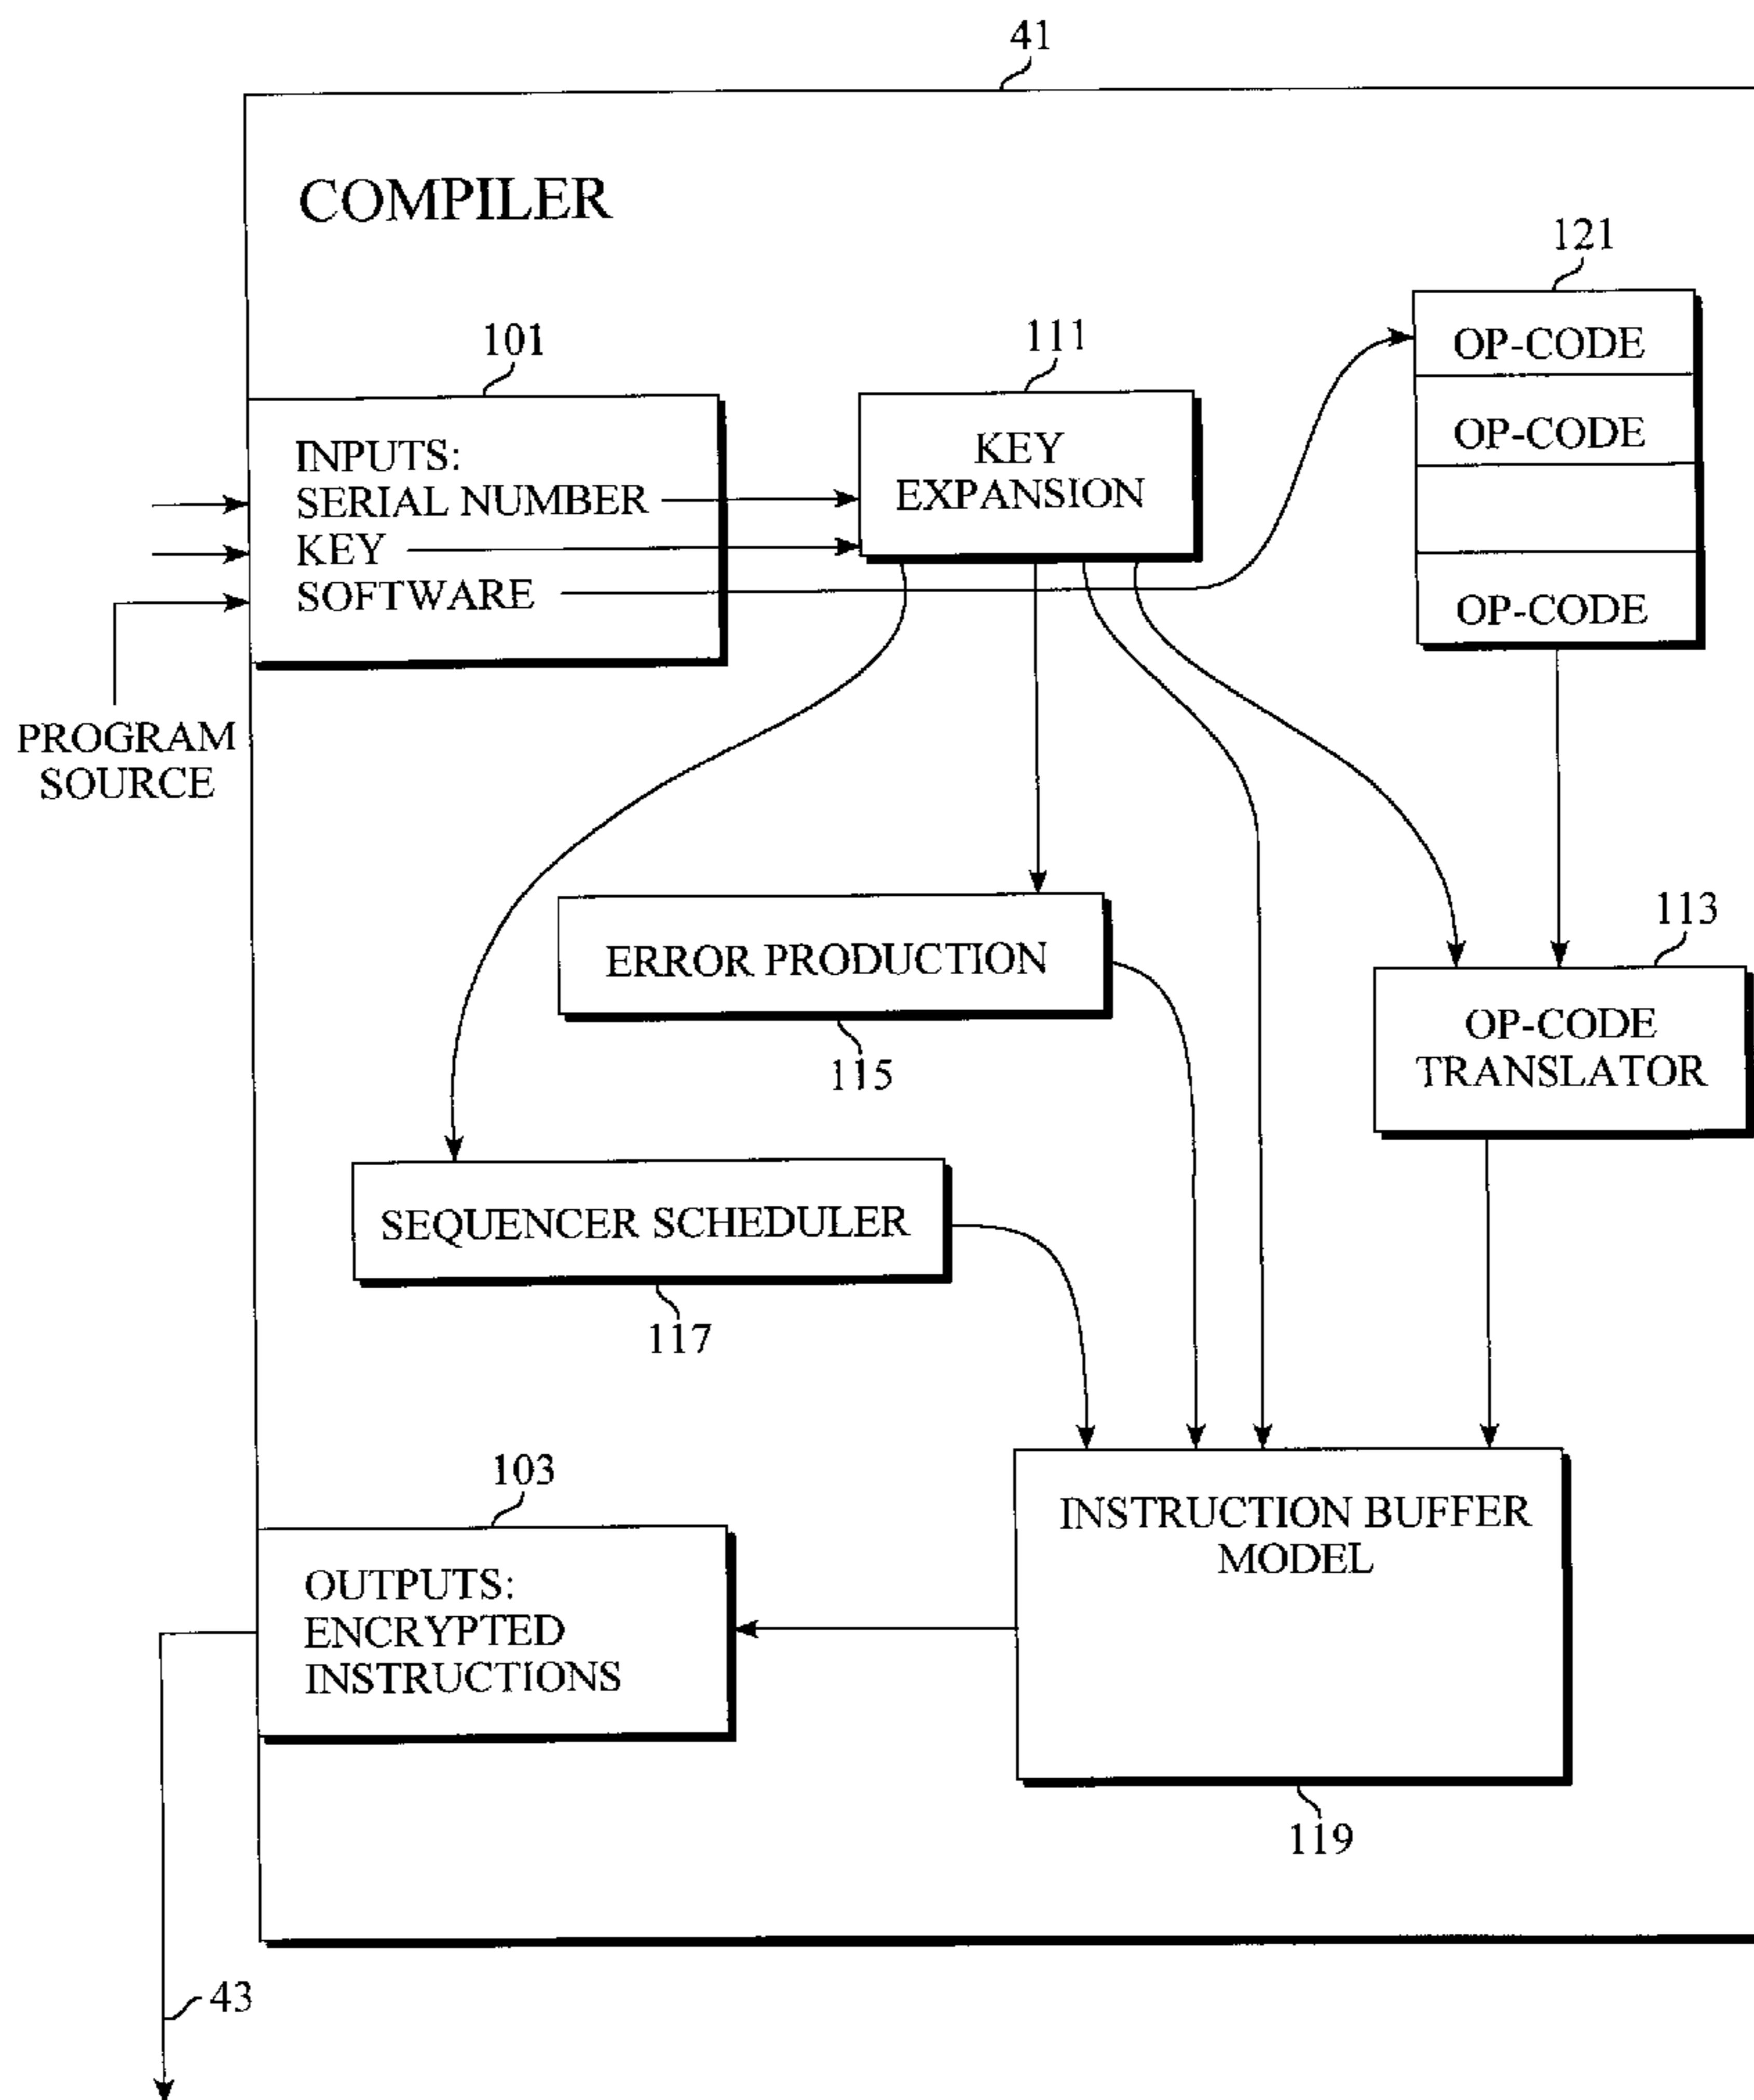 41
COMPILER
121
OP-CODE
OP-CODE
OP-CODE
101
INPUTS:
SERIAL NUMBER
KEY
SOFTWARE
111
KEY
EXPANSION
PROGRAM
SOURCE
ERROR PRODUCTION
115
113
OP-CODE
TRANSLATOR
SEQUENCER SCHEDULER
117
103
OUTPUTS:
ENCRYPTED
INSTRUCTIONS
INSTRUCTION BUFFER
MODEL
119
43